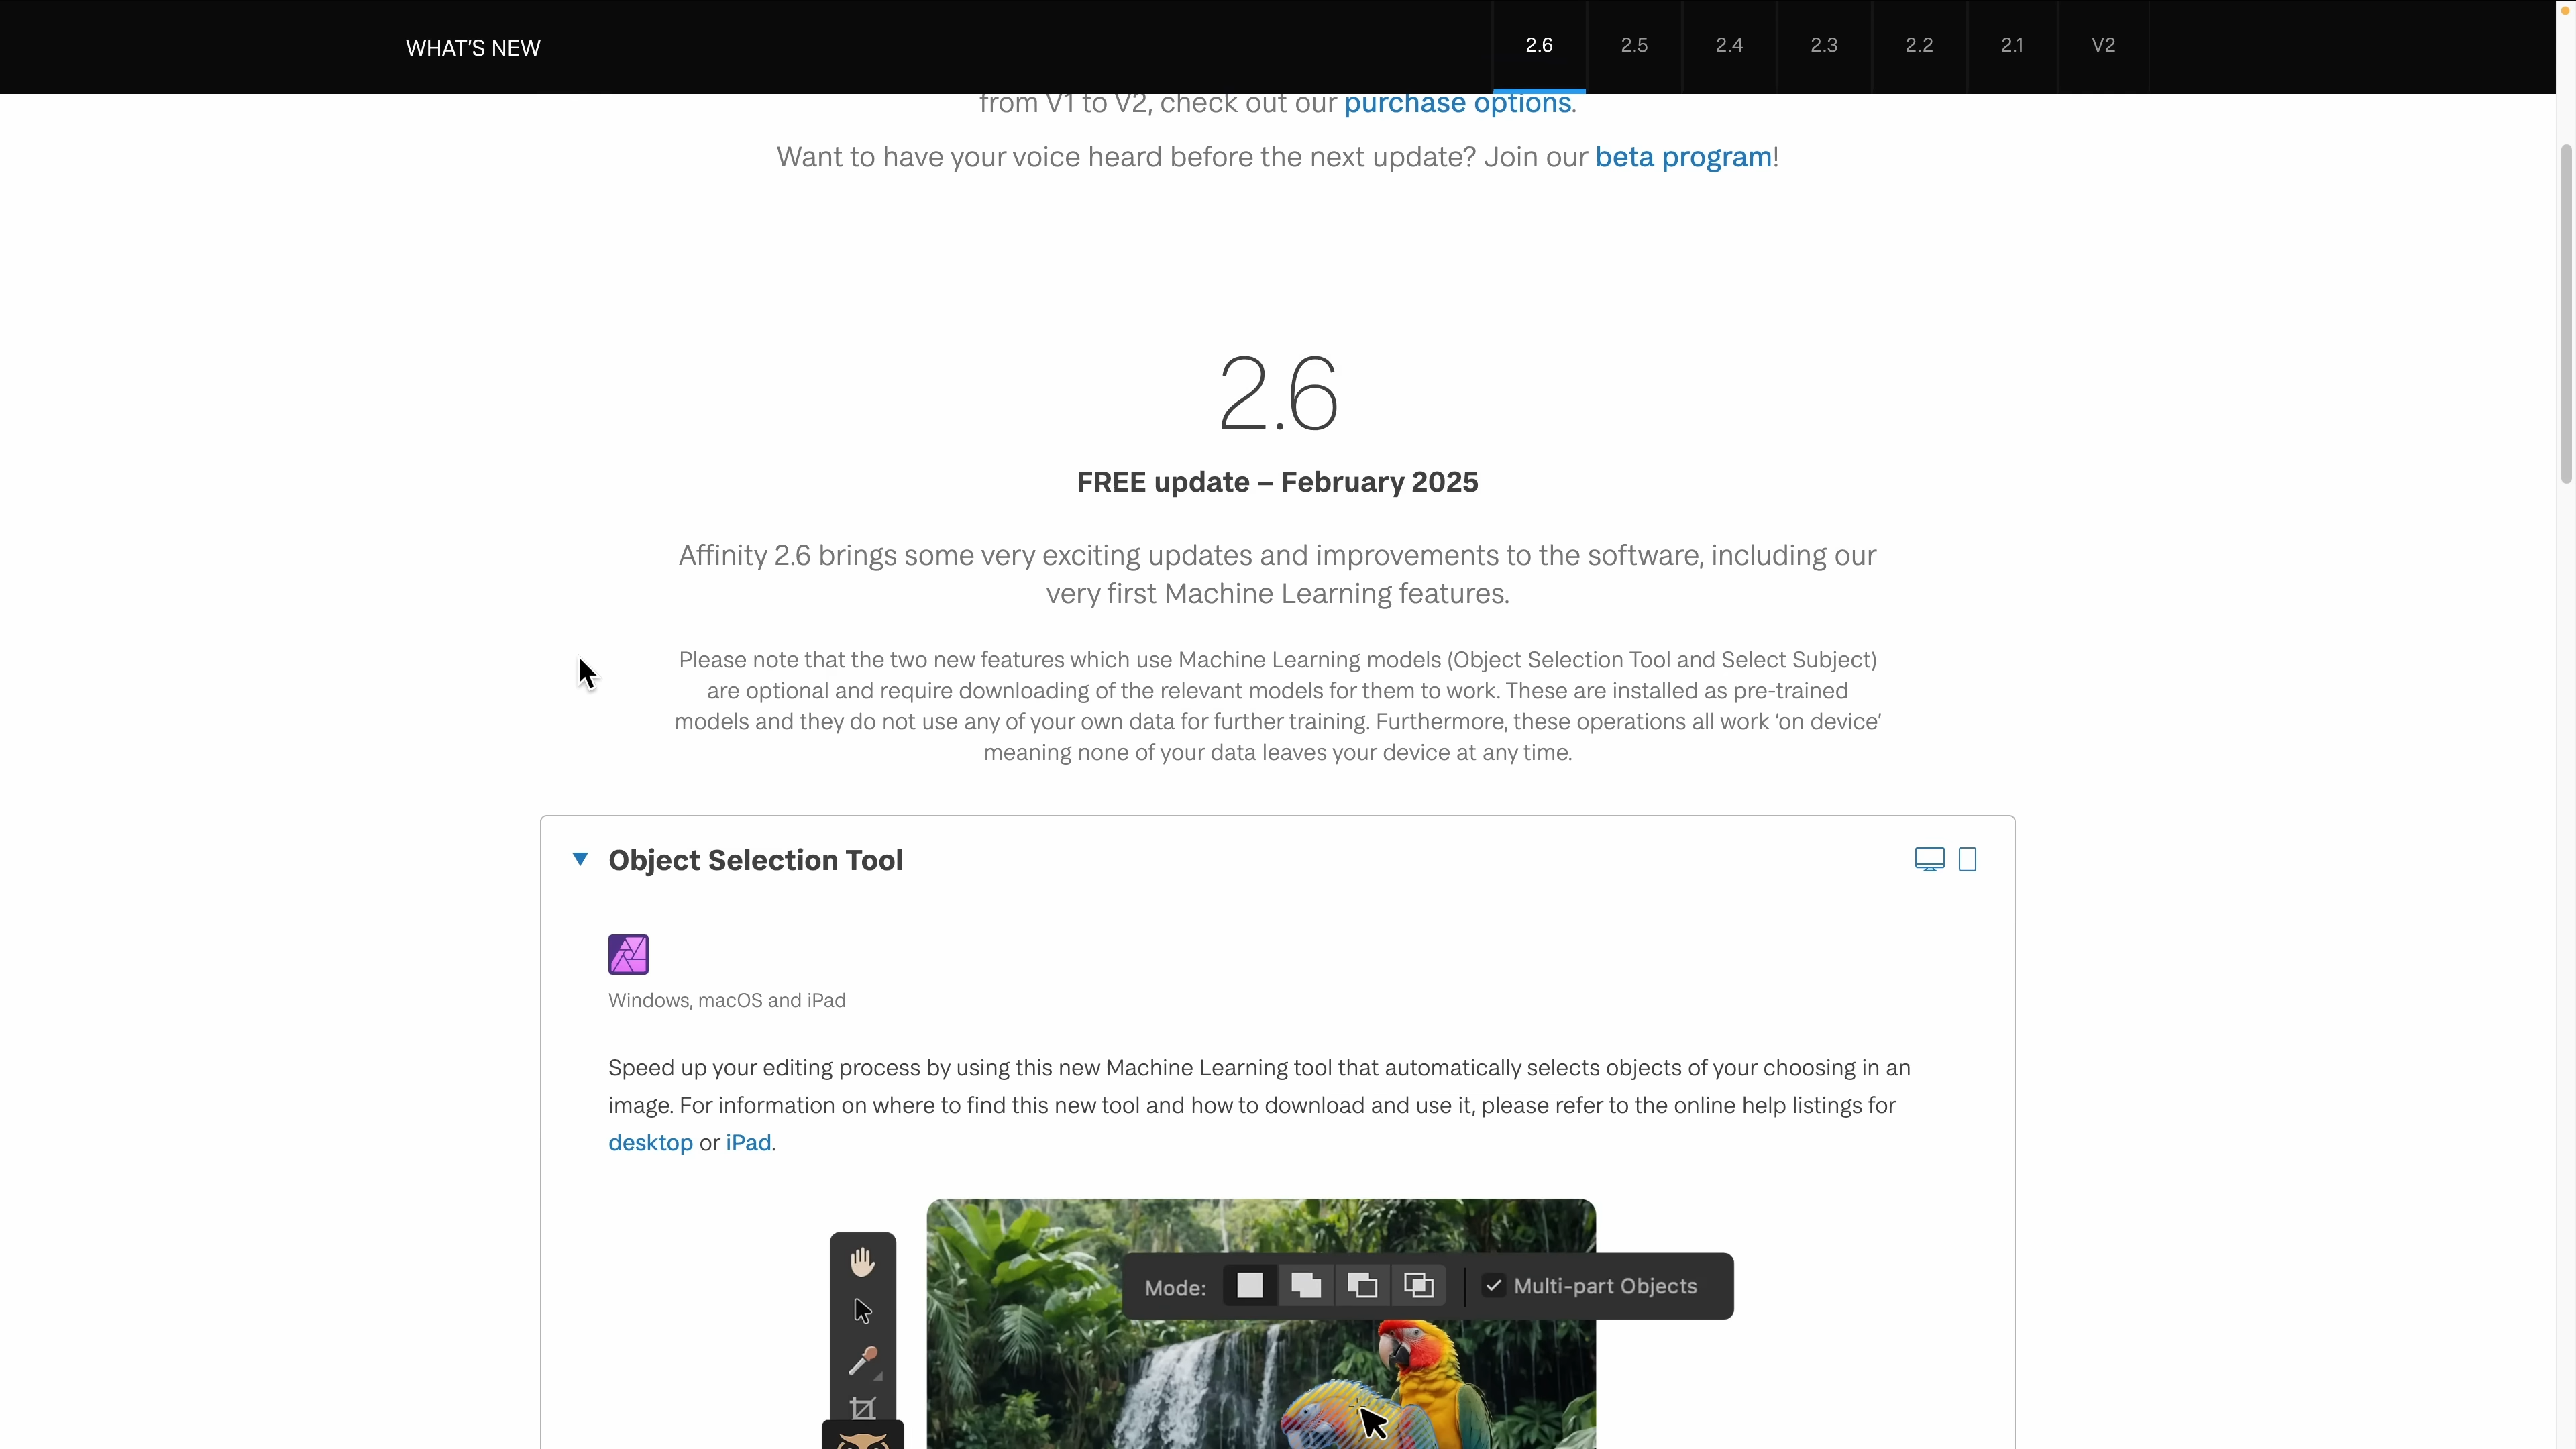 WHAT'S NEW
2.6
2.5
2.4
2.3
2.2
2.1
V2
from V1 to V2, check out our purchase options.
Want to have your voice heard before the next update? Join our beta program!
2.6
FREE update – February 2025
Affinity 2.6 brings some very exciting updates and improvements to the software, including our
very first Machine Learning features.
Please note that the two new features which use Machine Learning models (Object Selection Tool and Select Subject)
are optional and require downloading of the relevant models for them to work. These are installed as pre-trained
models and they do not use any of your own data for further training. Furthermore, these operations all work ‘on device’
meaning none of your data leaves your device at any time.
Object Selection Tool
Windows, macOS and iPad
Speed up your editing process by using this new Machine Learning tool that automatically selects objects of your choosing in an
image. For information on where to find this new tool and how to download and use it, please refer to the online help listings for
desktop or iPad.
Mode:
Multi-part Objects